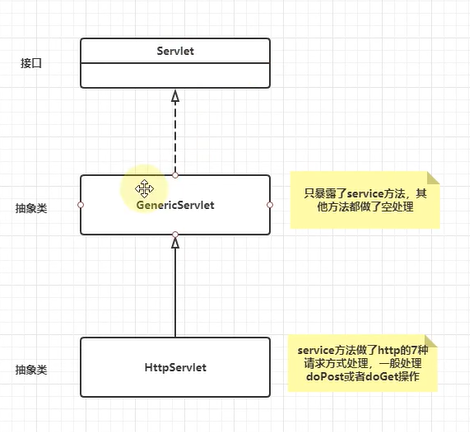 Servlet
接口
抽象类
GenericServlet
只暴露了service方法，其
他方法都做了空处理
抽象类
HttpServlet
service方法做了http的7种
请求方式处理，一般处理
doPost或者doGet操作